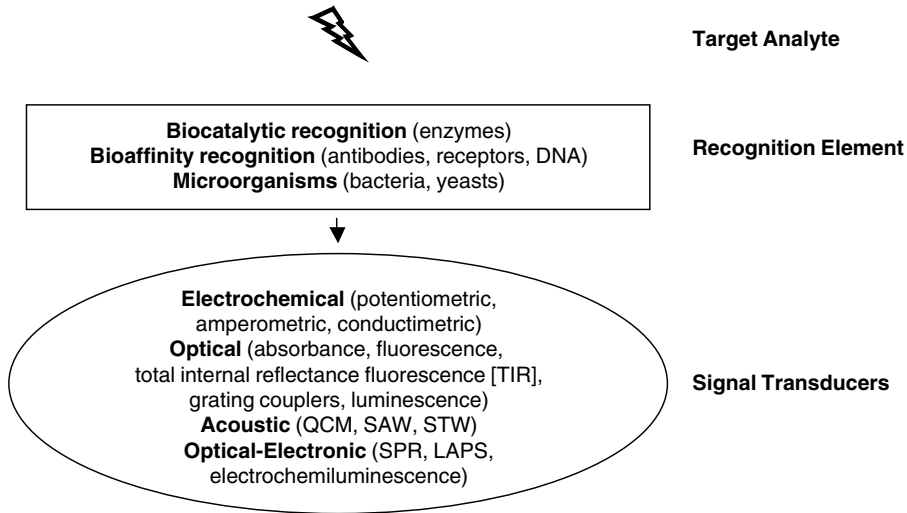 Target Analyte
Biocatalytic recognition (enzymes)
Bioaffinity recognition (antibodies, receptors, DNA)
Microorganisms (bacteria, yeasts)
Recognition Element
Electrochemical (potentiometric,
amperometric, conductimetric)
Optical (absorbance, fluorescence,
total internal reflectance fluorescence [TIR],
grating couplers, luminescence)
Acoustic (QCM, SAW, STW)
Optical-Electronic (SPR, LAPS,
electrochemiluminescence)
Signal Transducers